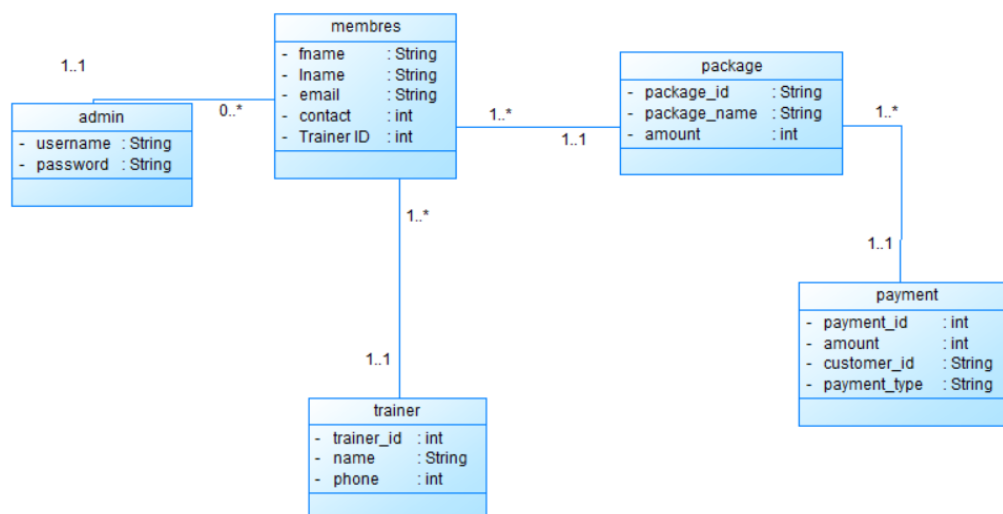 membres
- fname : String
- lname : String
- email : String
- contact : int
- Trainer ID : int
1..1
0..*
admin
- username : String
- password : String
1..*
1..1
package
- package_id : String
- package_name : String
- amount : int
1..*
1..1
payment
- payment_id : int
- amount : int
- customer_id : String
- payment_type : String
1..*
1..1
trainer
- trainer_id : int
- name : String
- phone : int